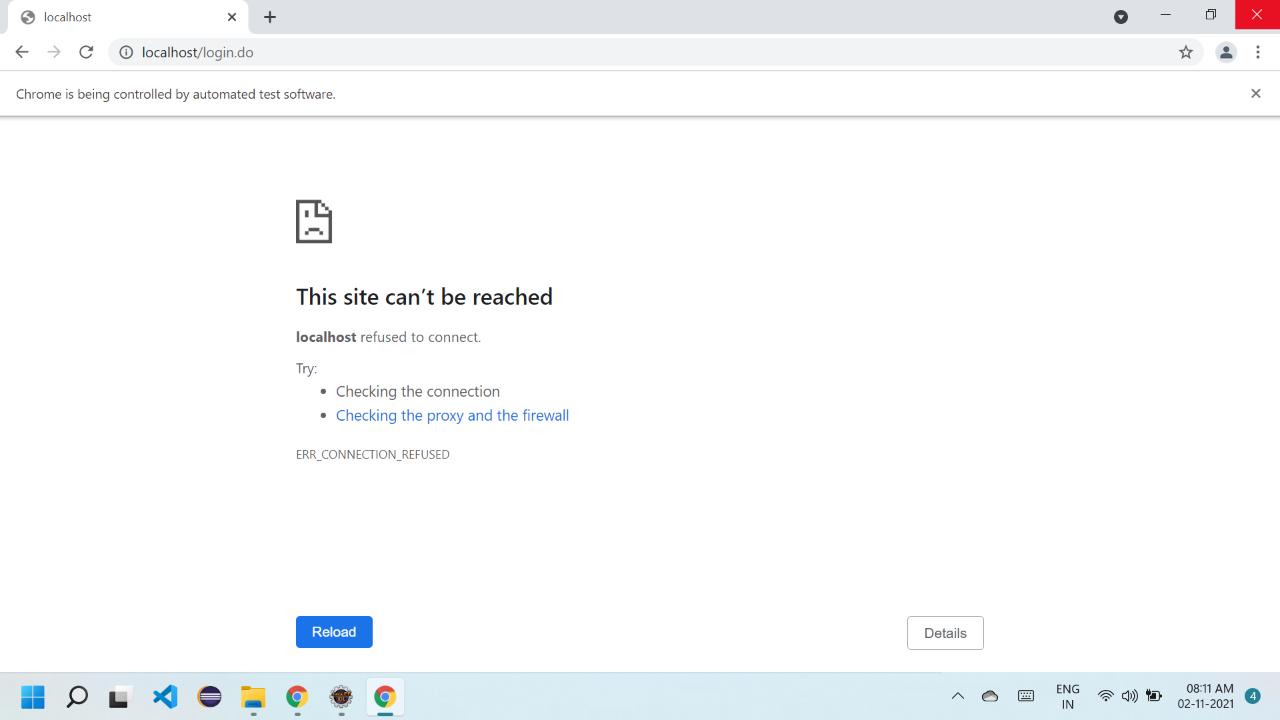 localhost
localhost/login.do
Chrome is being controlled by automated test software.
This site can't be reached
localhost refused to connect.
Try:
Checking the connection
Checking the proxy and the firewall
ERR_CONNECTION_REFUSED
Reload
Details
ENG
IN
08:11 AM
02-11-2021
4